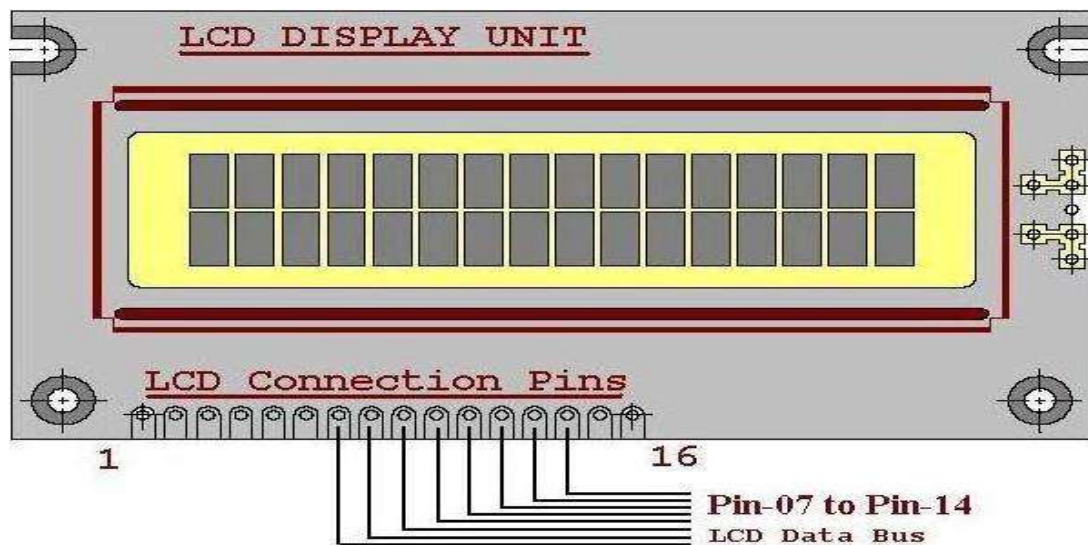 LCD DISPLAY UNIT
LCD Connection Pins
1 16
Pin-07 to Pin-14
LCD Data Bus